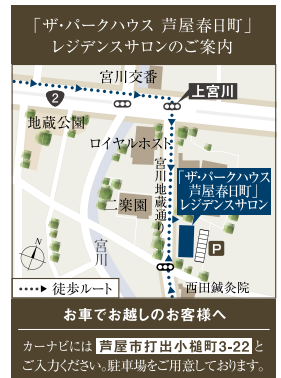 「ザ・パークハウス 芦屋春日町」
レジデンスサロンのご案内
宮川交番
上宮川
2
地蔵公園
ロイヤルホスト
宮川地蔵通り
「ザ・パークハウス
芦屋春日町」
レジデンスサロン
二楽園
P
宮川
N
徒歩ルート
西田鍼灸院
お車でお越しのお客様へ
カーナビには 芦屋市打出小槌町3-22 と
ご入力ください。駐車場をご用意しております。